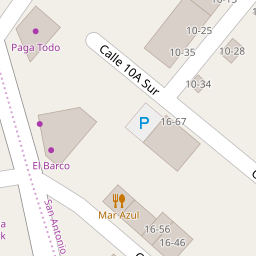 10-
10-25
Paga Todo
10-28
10-35
Calle 10A Sur
10-34
P
16-67
El Barco
San Antonio
Mar Azul
16-56
16-46